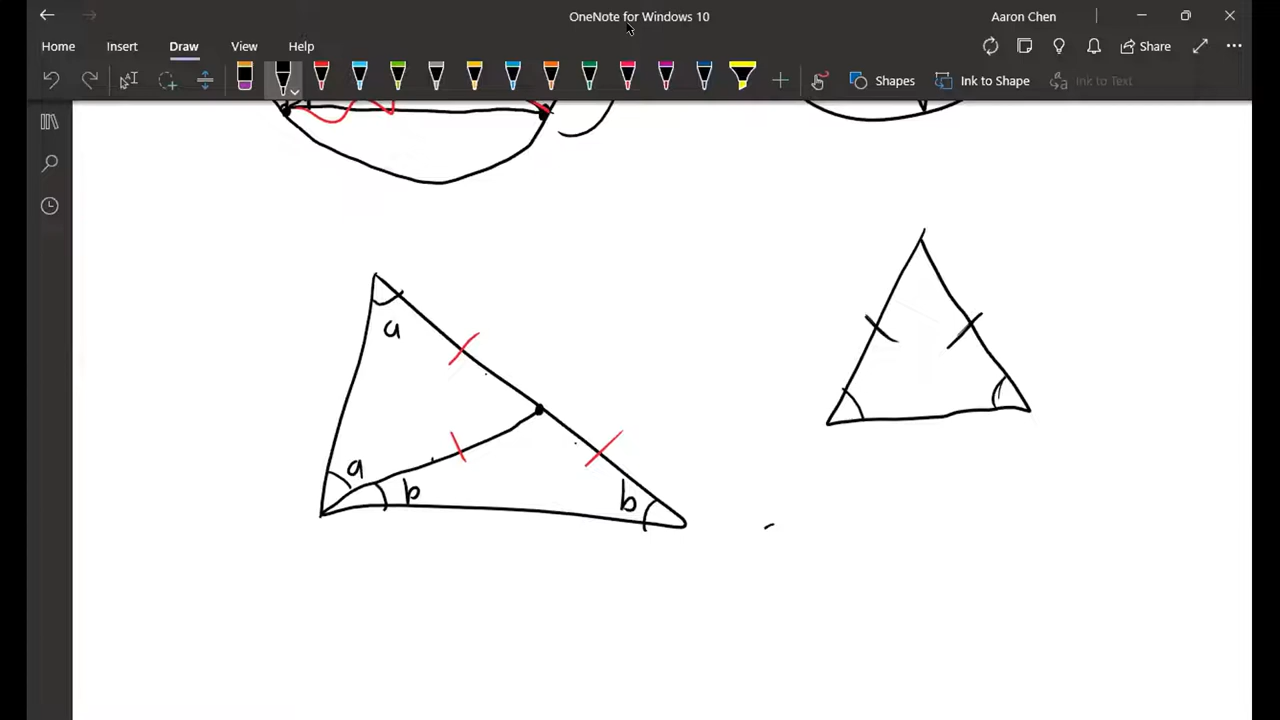 OneNote for Windows 10
Aaron Chen
Home Insert Draw View Help
Share
Shapes
Ink to Shape
Ink to Text
a
a
b
b